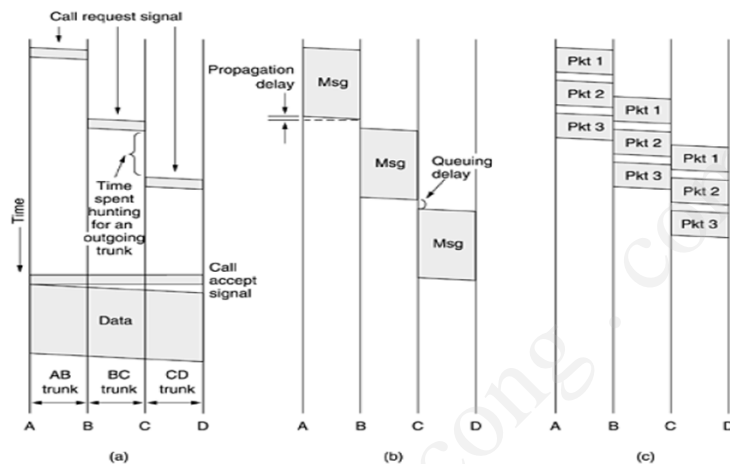 Call request signal
Propagation
delay
Msg
Msg
Queuing
delay
Msg
Pkt 1
Pkt 2
Pkt 3
Pkt 1
Pkt 2
Pkt 3
Pkt 1
Pkt 2
Pkt 3
Time
spent
hunting
for an
outgoing
trunk
Time
Call
accept
signal
Data
AB
trunk
BC
trunk
CD
trunk
A
B
C
D
A
B
C
D
A
B
C
D
(a)
(b)
(c)
cong . com